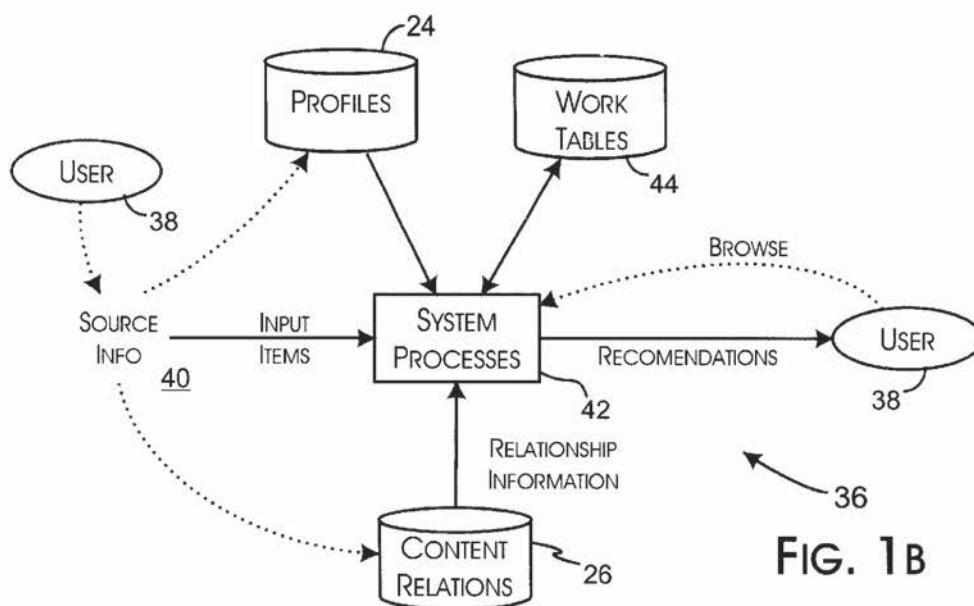 24
PROFILES
WORK
TABLES
44
USER
38
BROWSE
SOURCE
INFO
40
INPUT
ITEMS
SYSTEM
PROCESSES
42
RECOMENDATIONS
USER
38
RELATIONSHIP
INFORMATION
36
CONTENT
RELATIONS
26
FIG. 1B